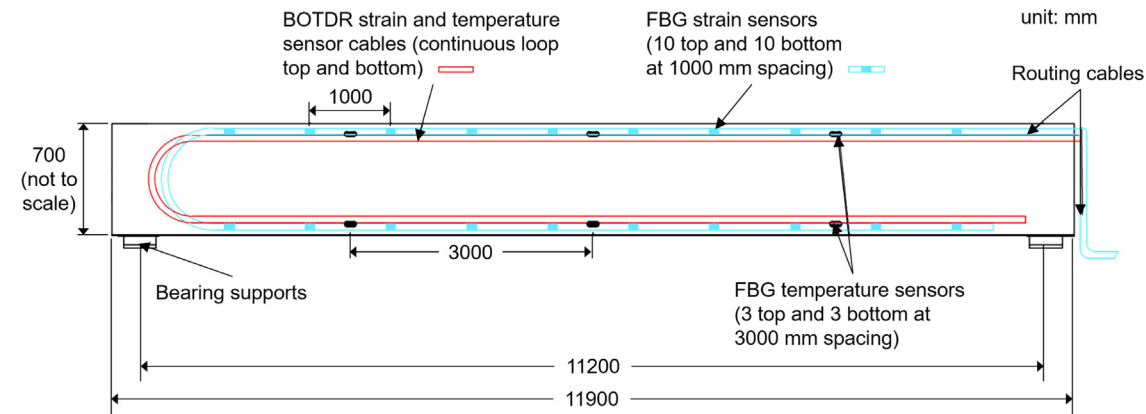 BOTDR strain and temperature
sensor cables (continuous loop
top and bottom)
FBG strain sensors
(10 top and 10 bottom
at 1000 mm spacing)
unit: mm
Routing cables
1000
700
(not to
scale)
3000
Bearing supports
FBG temperature sensors
(3 top and 3 bottom at
3000 mm spacing)
11200
11900